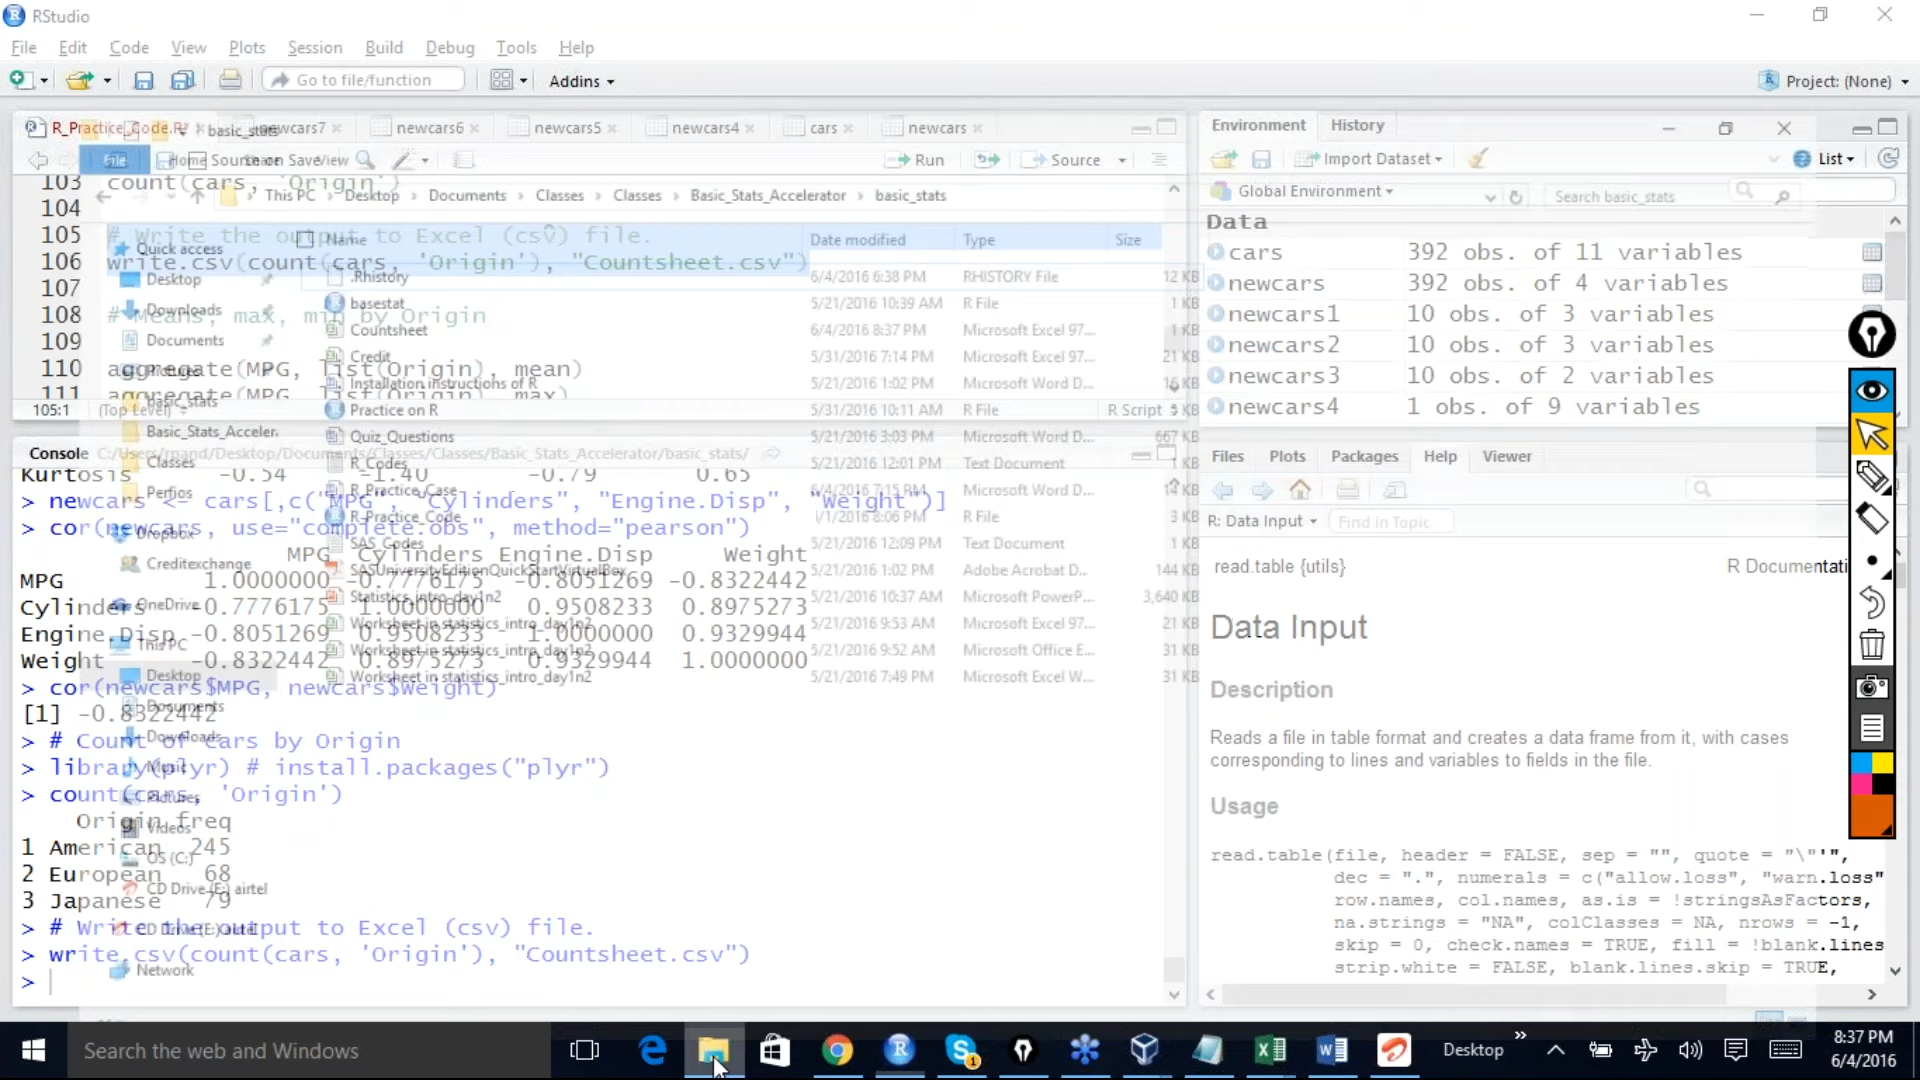 RStudio
File Edit Code View Plots Session Build Debug Tools Help
Go to file/function Addins Project: (None)
R_Practice_Code.R* newcars7 newcars6 newcars5 newcars4 cars newcars
basic_stats
File Home Share View
Source on Save Run Source
103 count(cars, 'Origin')
This PC Desktop Documents Classes Classes Basic_Stats_Accelerator basic_stats
104
105 # Write the output to Excel (csv) file.
106 write.csv(count(cars, 'Origin'), "Countsheet.csv")
107
108 # Means, max, min by Origin
109
110 aggregate(MPG, list(Origin), mean)
111 aggregate(MPG, list(Origin), max)
105:1 (Top Level) R Script
Name Date modified Type Size
.Rhistory 6/4/2016 6:38 PM RHISTORY File 12 KB
basestat 5/21/2016 10:39 AM R File 1 KB
Countsheet 6/4/2016 8:37 PM Microsoft Excel 97... 1 KB
Credit 5/31/2016 7:14 PM Microsoft Excel 97... 21 KB
Installation instructions of R 5/21/2016 1:02 PM Microsoft Word D... KB
Practice on R 5/31/2016 10:11 AM R File 5 KB
Quiz_Questions 5/21/2016 3:03 PM Microsoft Word D... 667 KB
R_Codes 5/21/2016 12:01 PM Text Document 1 KB
R_Practice_Case 6/4/2016 7:15 PM Microsoft Word D... 14 KB
R_Practice_Code /1/2016 8:06 PM R File 3 KB
SAS_Codes 5/21/2016 12:09 PM Text Document 1 KB
SASUniversityEditionQuickStartVirtualBox 5/21/2016 1:02 PM Adobe Acrobat D... 144 KB
Statistics_intro_day1n2 5/21/2016 10:37 AM Microsoft PowerP... 3,640 KB
Worksheet in statistics_intro_day1n2 5/21/2016 9:53 AM Microsoft Excel 97... 21 KB
Worksheet in statistics_intro_day1n2 5/21/2016 9:52 AM Microsoft Office E... 31 KB
Worksheet in statistics_intro_day1n2 5/21/2016 7:49 PM Microsoft Excel W... 31 KB
Quick access
Desktop
Downloads
Documents
Pictures
basic_stats
Basic_Stats_Acceler
Classes
Perfios
Dropbox
Creditexchange
OneDrive
This PC
Desktop
Documents
Downloads
Music
Pictures
Videos
OS (C:)
CD Drive (E:) airtel
CD Drive (E:) airtel
Network
Console C:/Users/rpand/Desktop/Documents/Classes/Classes/Basic_Stats_Accelerator/basic_stats/
Kurtosis -0.54 -1.40 -0.79 0.65
> newcars <- cars[,c("MPG", "Cylinders", "Engine.Disp", "Weight")]
> cor(newcars, use="complete.obs", method="pearson")
MPG Cylinders Engine.Disp Weight
MPG 1.0000000 -0.7776175 -0.8051269 -0.8322442
Cylinders -0.7776175 1.0000000 0.9508233 0.8975273
Engine.Disp -0.8051269 0.9508233 1.0000000 0.9329944
Weight -0.8322442 0.8975273 0.9329944 1.0000000
> cor(newcars$MPG, newcars$Weight)
[1] -0.8322442
> # Count of cars by Origin
> library(plyr) # install.packages("plyr")
> count(cars, 'Origin')
Origin freq
1 American 245
2 European 68
3 Japanese 79
> # Write the output to Excel (csv) file.
> write.csv(count(cars, 'Origin'), "Countsheet.csv")
>
Environment History
Import Dataset List
Global Environment Search basic_stats
Data
cars 392 obs. of 11 variables
newcars 392 obs. of 4 variables
newcars1 10 obs. of 3 variables
newcars2 10 obs. of 3 variables
newcars3 10 obs. of 2 variables
newcars4 1 obs. of 9 variables
Files Plots Packages Help Viewer
R: Data Input Find in Topic
read.table {utils} R Documentati
Data Input
Description
Reads a file in table format and creates a data frame from it, with cases
corresponding to lines and variables to fields in the file.
Usage
read.table(file, header = FALSE, sep = "", quote = "\"'",
dec = ".", numerals = c("allow.loss", "warn.loss"
row.names, col.names, as.is = !stringsAsFactors,
na.strings = "NA", colClasses = NA, nrows = -1,
skip = 0, check.names = TRUE, fill = !blank.lines
strip.white = FALSE, blank.lines.skip = TRUE,
Search the web and Windows Desktop 8:37 PM
6/4/2016